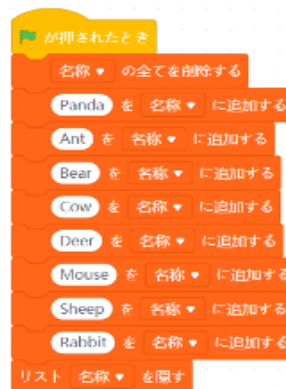 が押されたとき
名称 の全てを削除する
Panda を 名称 に追加する
Ant を 名称 に追加する
Bear を 名称 に追加する
Cow を 名称 に追加する
Deer を 名称 に追加する
Mouse を 名称 に追加する
Sheep を 名称 に追加する
Rabbit を 名称 に追加する
リスト 名称 を隠す